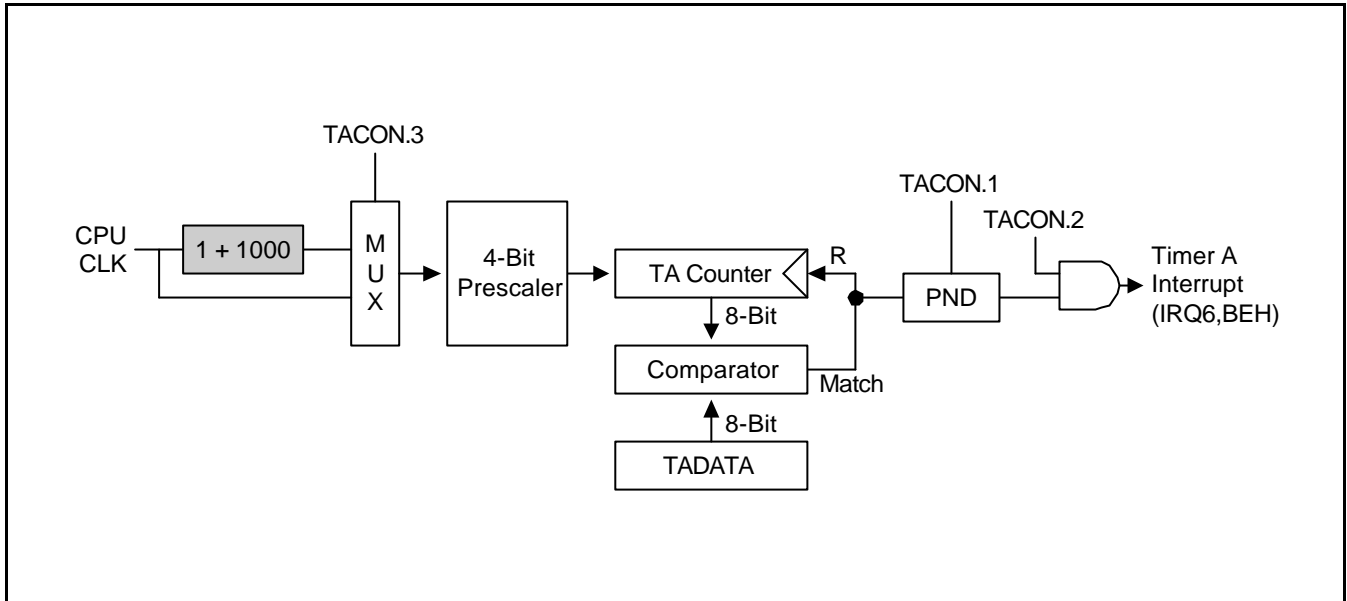 TACON.3
TACON.1
TACON.2
CPU
CLK
1 + 1000
M
U
X
4-Bit
Prescaler
TA Counter
R
PND
Timer A
Interrupt
(IRQ6,BEH)
8-Bit
Comparator
Match
8-Bit
TADATA